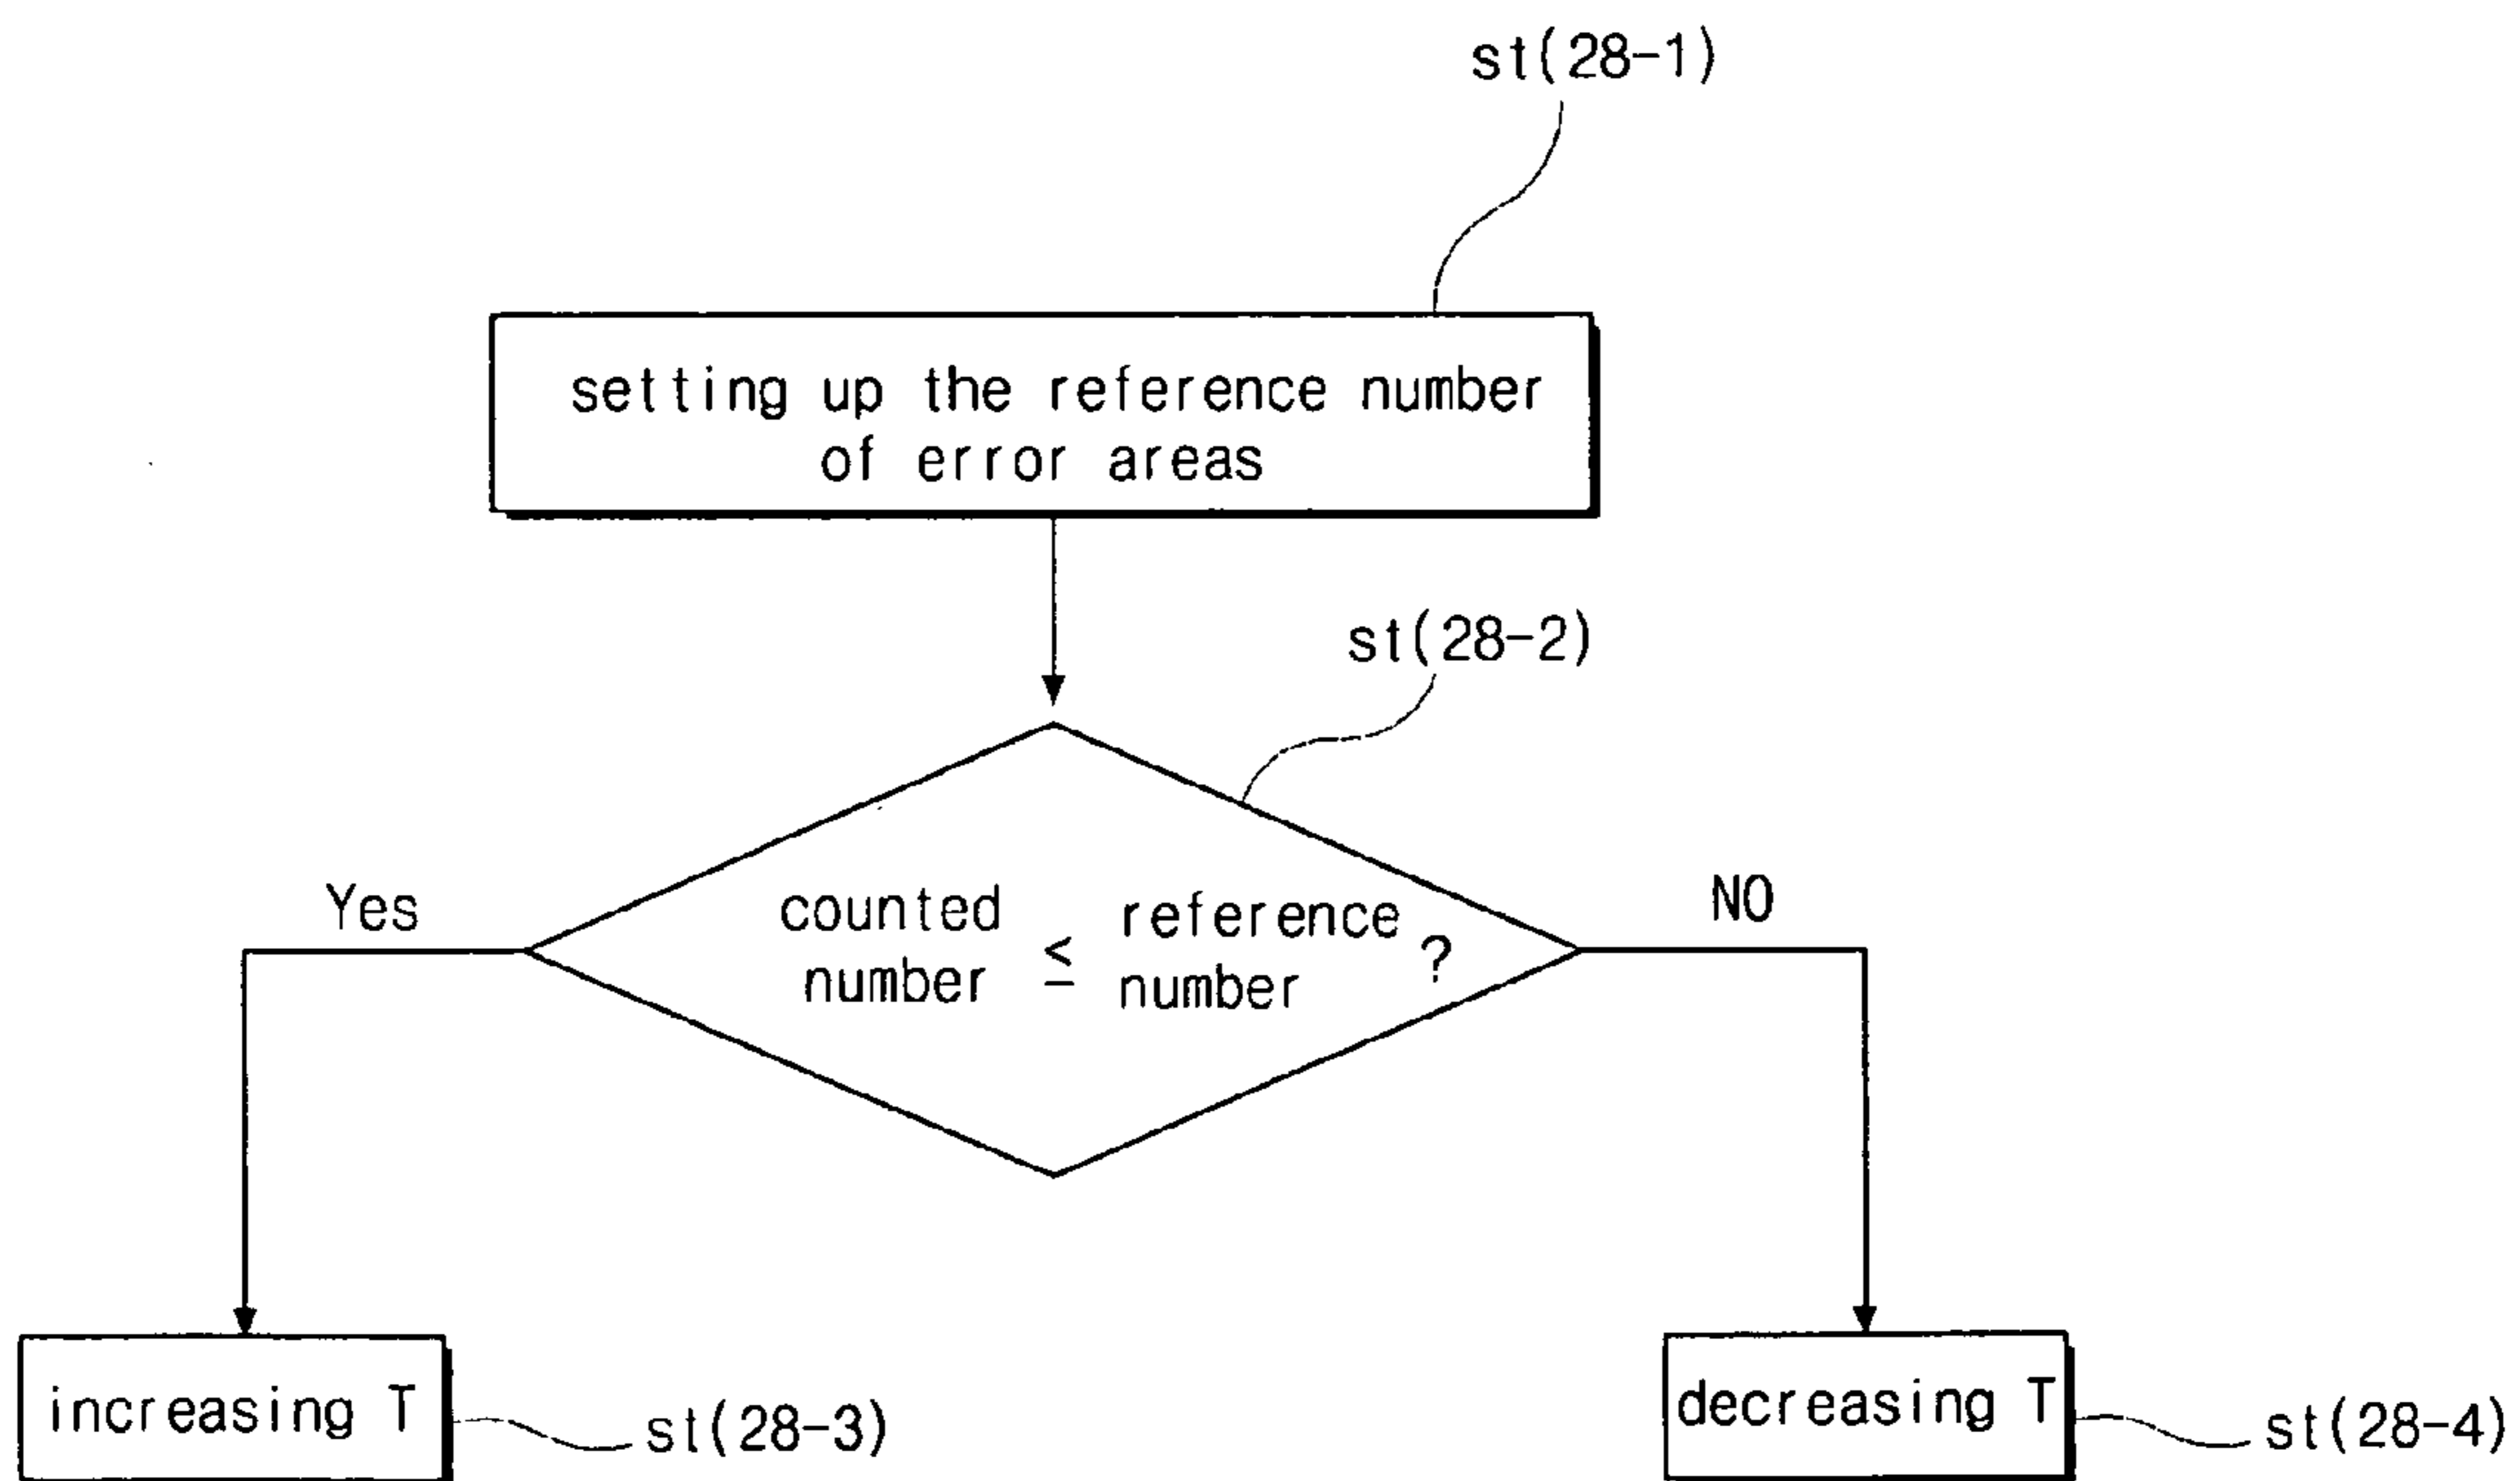 st(28-1)
setting up the reference number
of error areas
st(28-2)
Yes
NO
counted
number
≤
reference
number
?
increasing T
st(28-3)
decreasing T
st(28-4)